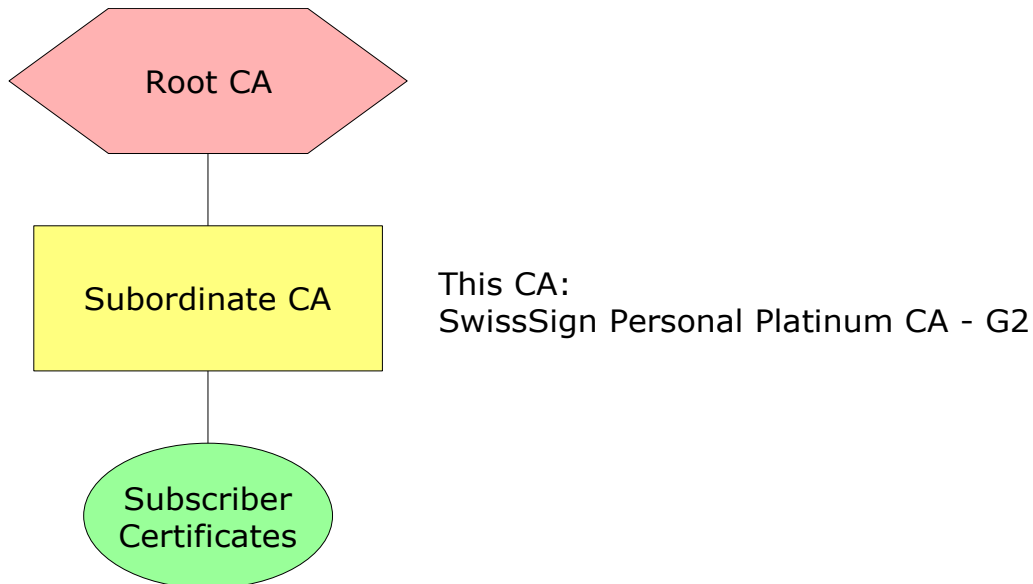 Root CA
Subordinate CA
This CA:
SwissSign Personal Platinum CA - G2
Subscriber
Certificates